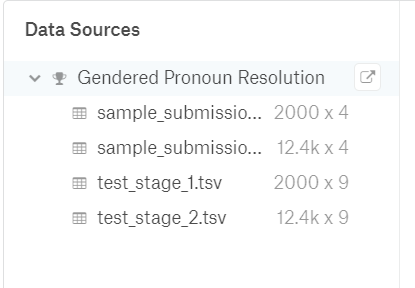 Data Sources
Gendered Pronoun Resolution
sample_submissio... 2000 x 4
sample_submissio... 12.4k x 4
test_stage_1.tsv 2000 x 9
test_stage_2.tsv 12.4k x 9